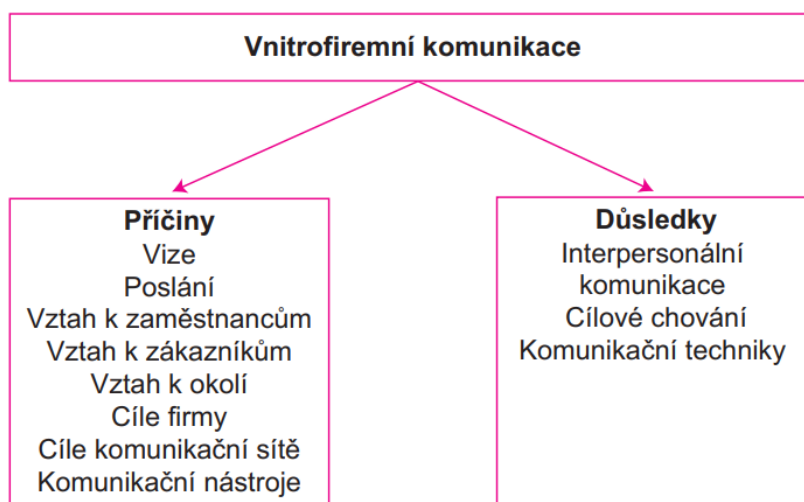 Vnitrofiremní komunikace
Příčiny
Vize
Poslání
Vztah k zaměstnancům
Vztah k zákazníkům
Vztah k okolí
Cíle firmy
Cíle komunikační sítě
Komunikační nástroje
Důsledky
Interpersonální
komunikace
Cílové chování
Komunikační techniky